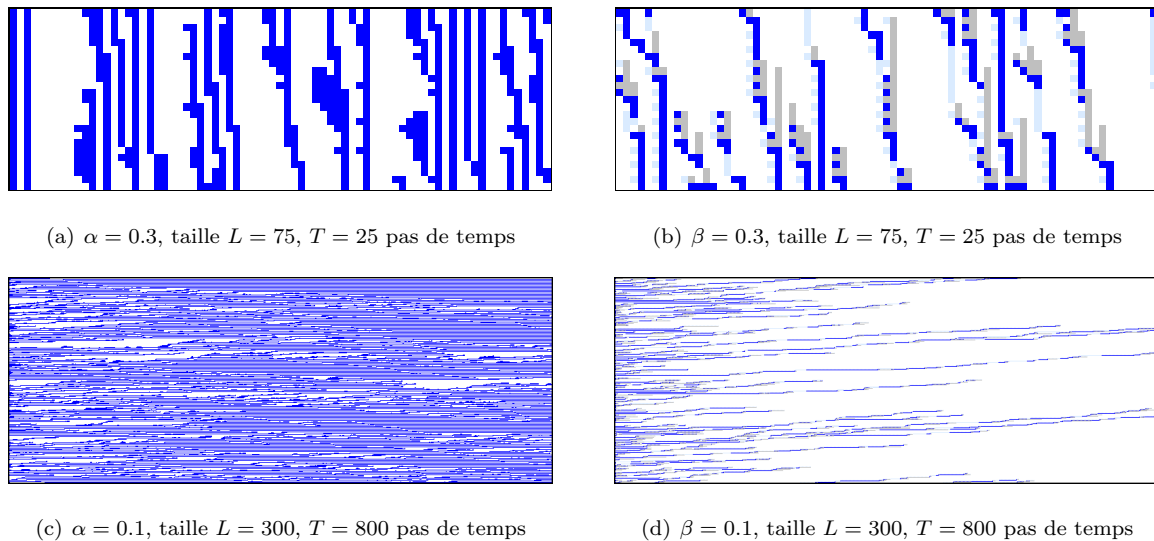 (a) α = 0.3, taille L = 75, T = 25 pas de temps
(b) β = 0.3, taille L = 75, T = 25 pas de temps
(c) α = 0.1, taille L = 300, T = 800 pas de temps
(d) β = 0.1, taille L = 300, T = 800 pas de temps